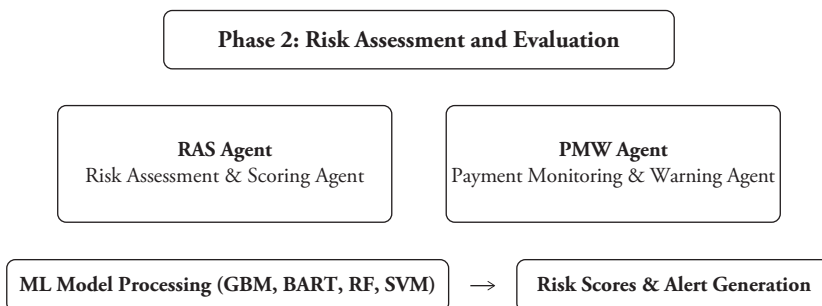 Phase 2: Risk Assessment and Evaluation
RAS Agent
Risk Assessment & Scoring Agent
PMW Agent
Payment Monitoring & Warning Agent
ML Model Processing (GBM, BART, RF, SVM) → Risk Scores & Alert Generation